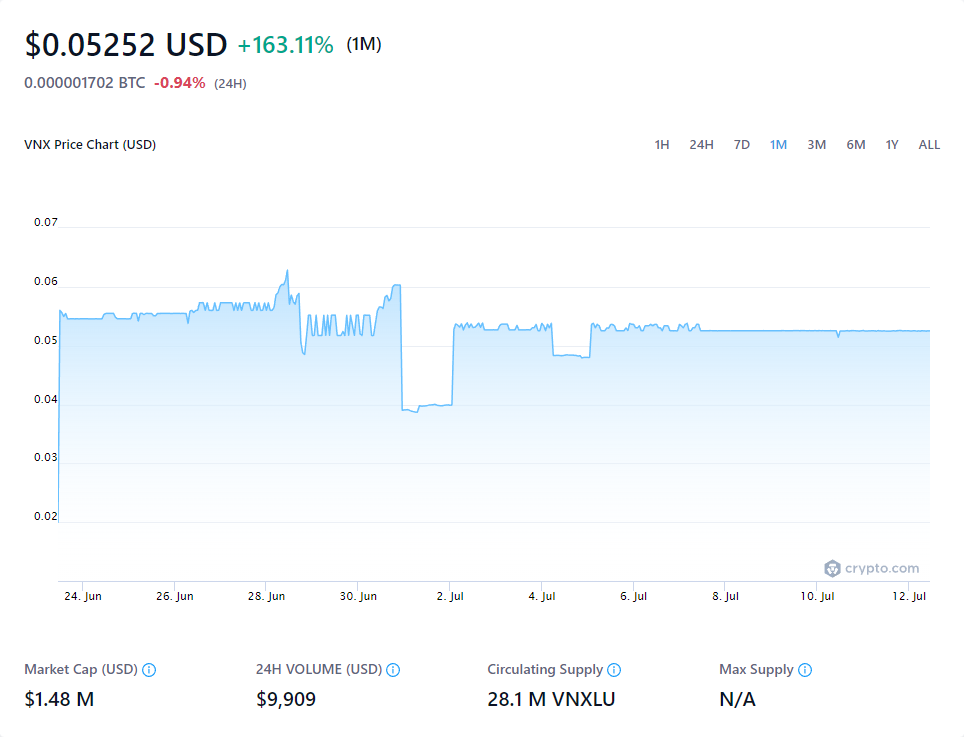 $0.05252 USD +163.11% (1M)
0.000001702 BTC -0.94% (24H)
VNX Price Chart (USD) 1H 24H 7D 1M 3M 6M 1Y ALL
0.07
0.06
0.05
0.04
0.03
0.02
crypto.com
24. Jun 26. Jun 28. Jun 30. Jun 2. Jul 4. Jul 6. Jul 8. Jul 10. Jul 12. Jul
Market Cap (USD) 24H VOLUME (USD) Circulating Supply Max Supply
$1.48 M $9,909 28.1 M VNXLU N/A